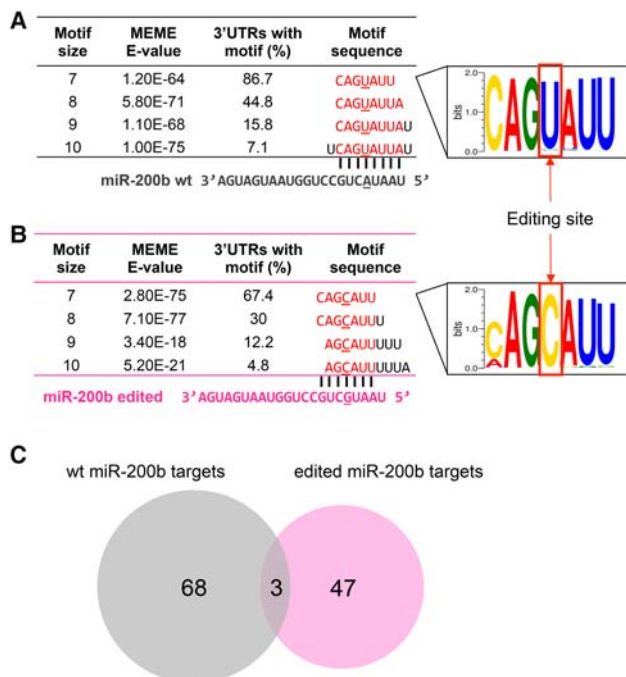 A
Motif size MEME E-value 3'UTRs with motif (%) Motif sequence
7 1.20E-64 86.7 CAGUAUU
8 5.80E-71 44.8 CAGUAUUA
9 1.10E-68 15.8 CAGUAUUAU
10 1.00E-75 7.1 UCAGUAUUAU
miR-200b wt 3’AGUAGUAAUGGUCCGUCAUAAU 5’
2.0
bits
1.0
0.0
CAGUAUU
Editing site
B
Motif size MEME E-value 3'UTRs with motif (%) Motif sequence
7 2.80E-75 67.4 CAGCAUU
8 7.10E-77 30 CAGCAUUU
9 3.40E-18 12.2 AGCAUUUUU
10 5.20E-21 4.8 AGCAUUUUUA
miR-200b edited 3’AGUAGUAAUGGUCCGUCGUAAU 5’
2.0
bits
1.0
0.0
CAGCAUU
A
C
wt miR-200b targets edited miR-200b targets
68 3 47